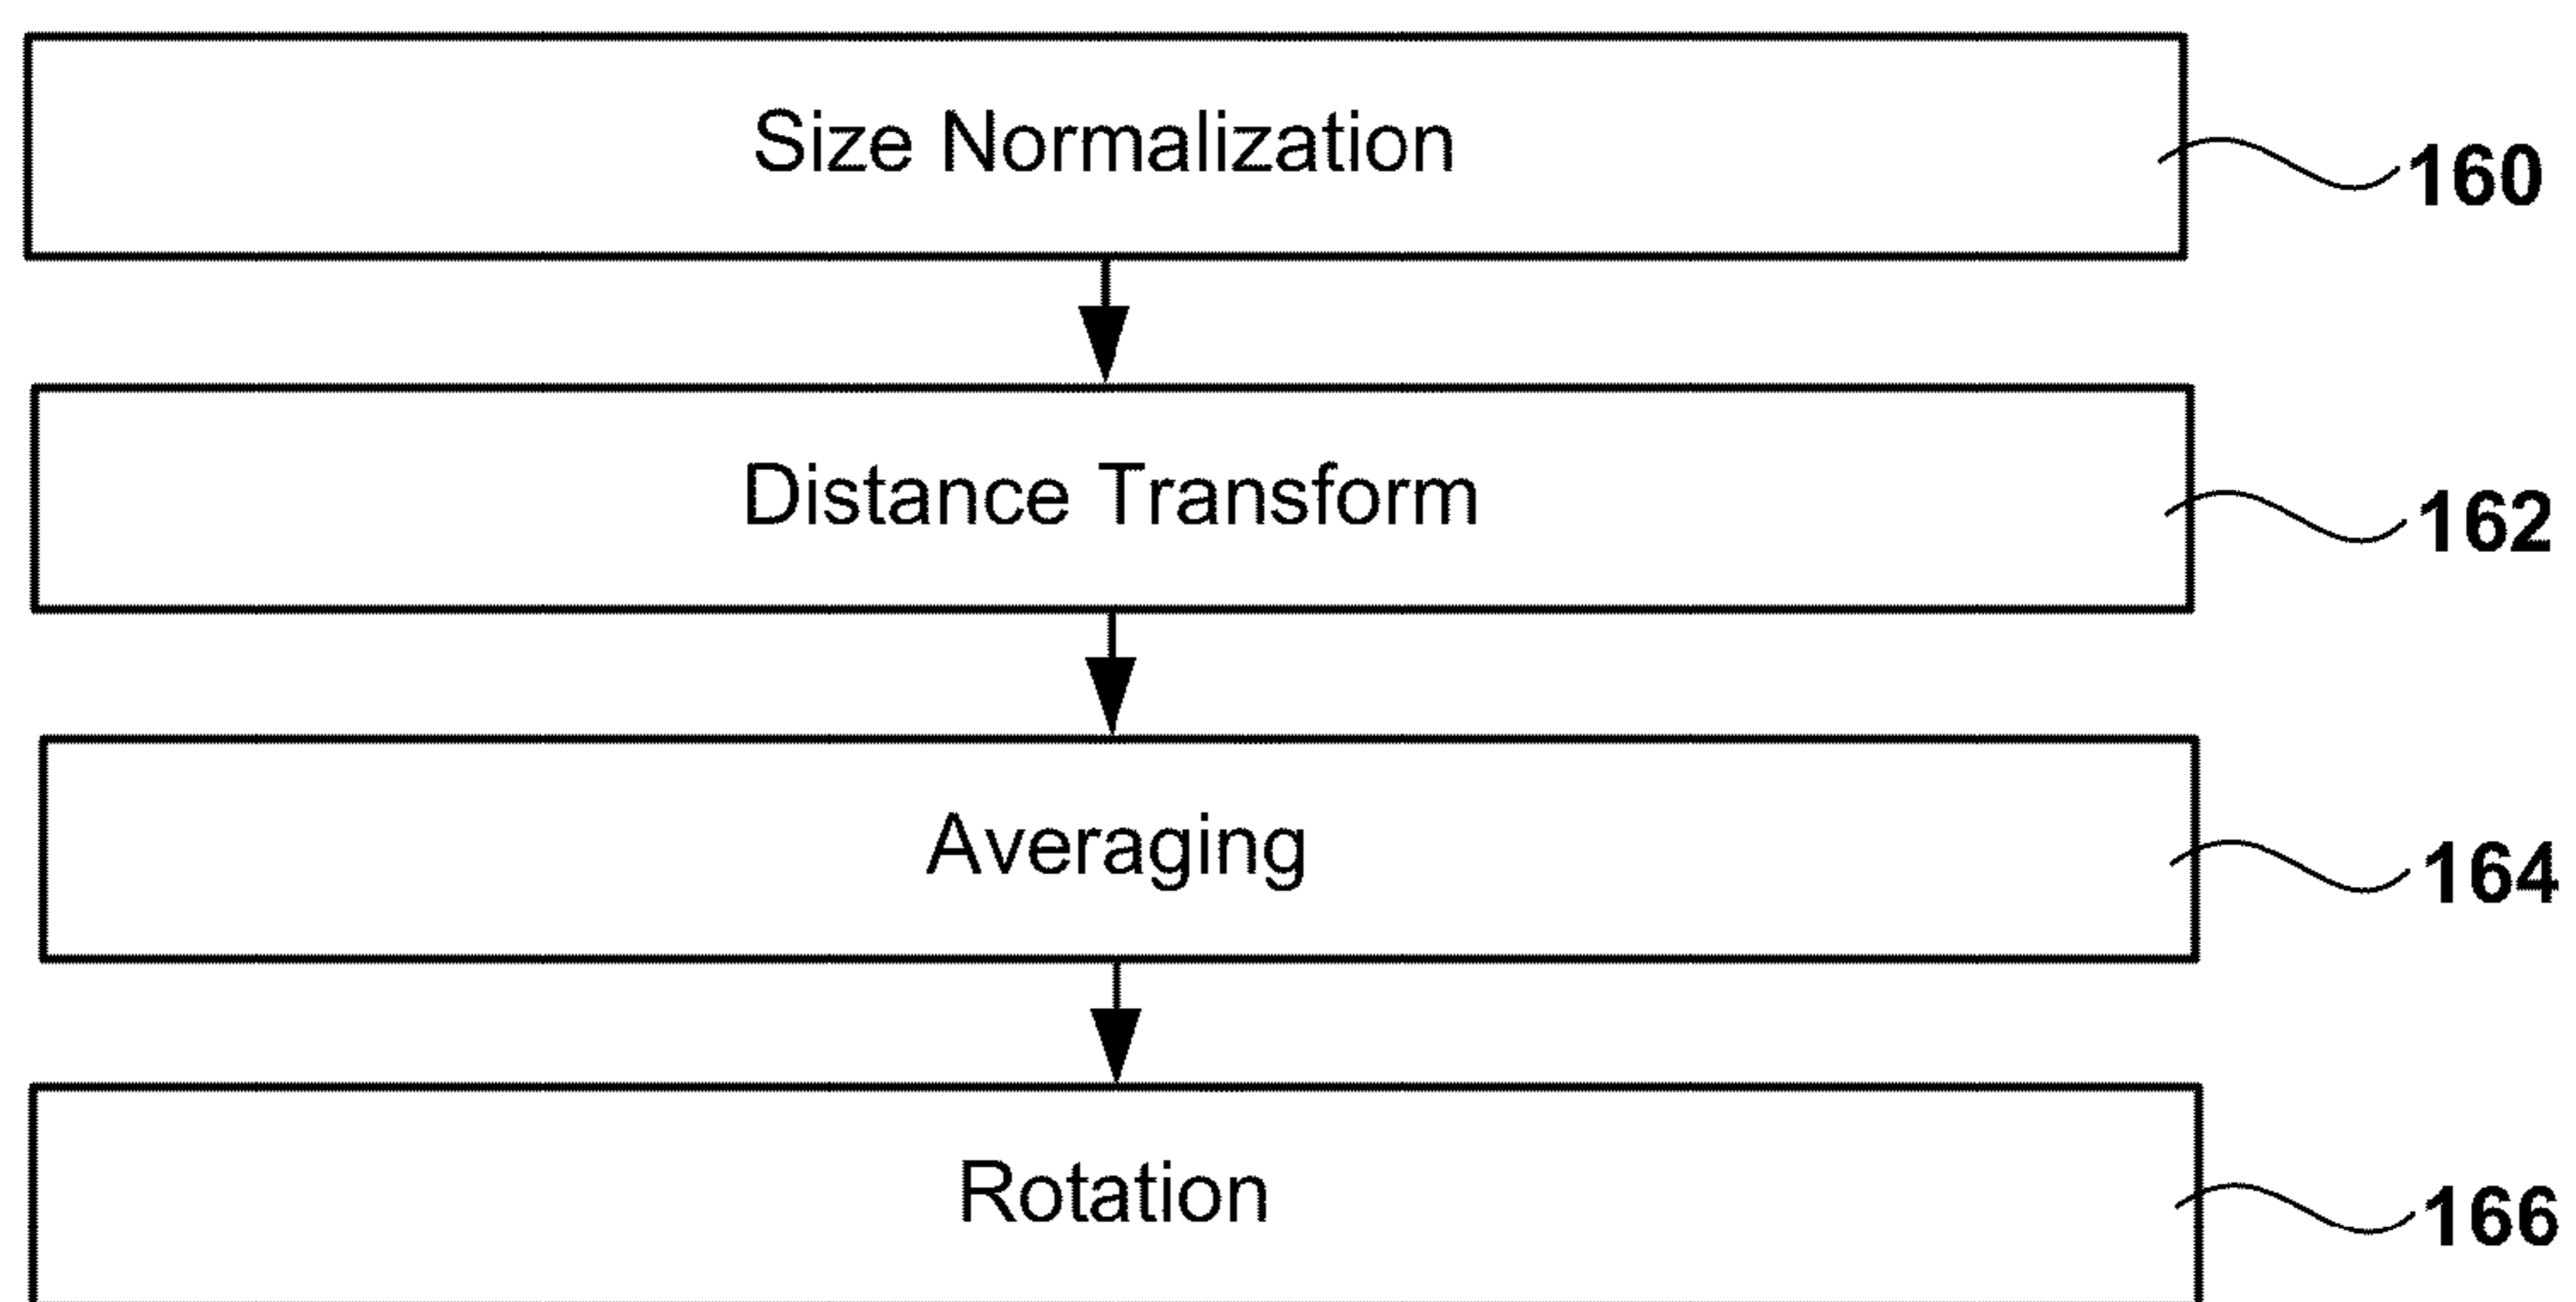 Size Normalization
160
Distance Transform
162
Averaging
164
Rotation
166